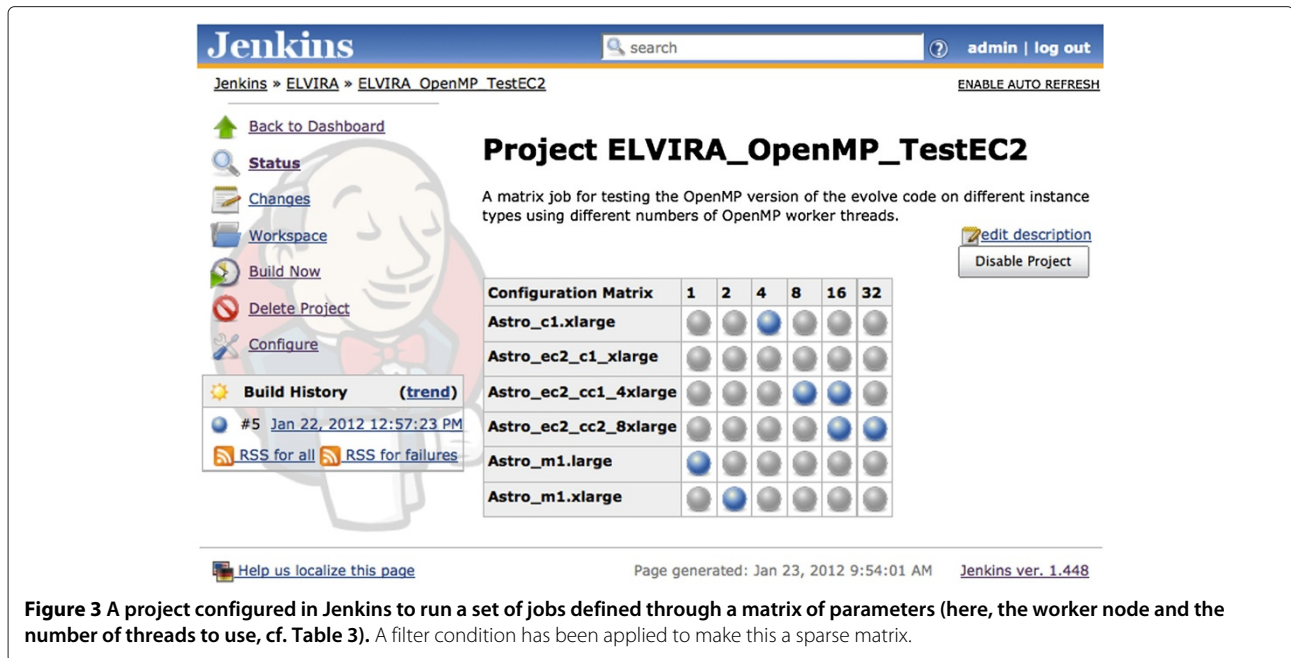 Jenkins
search
admin | log out
Jenkins » ELVIRA » ELVIRA_OpenMP_TestEC2
ENABLE AUTO REFRESH
Back to Dashboard
Status
Changes
Workspace
Build Now
Delete Project
Configure
Build History (trend)
#5 Jan 22, 2012 12:57:23 PM
RSS for all RSS for failures
Project ELVIRA_OpenMP_TestEC2
A matrix job for testing the OpenMP version of the evolve code on different instance
types using different numbers of OpenMP worker threads.
edit description
Disable Project
Configuration Matrix 1 2 4 8 16 32
Astro_c1.xlarge
Astro_ec2_c1_xlarge
Astro_ec2_cc1_4xlarge
Astro_ec2_cc2_8xlarge
Astro_m1.large
Astro_m1.xlarge
Help us localize this page
Page generated: Jan 23, 2012 9:54:01 AM
Jenkins ver. 1.448
Figure 3 A project configured in Jenkins to run a set of jobs defined through a matrix of parameters (here, the worker node and the
number of threads to use, cf. Table 3). A filter condition has been applied to make this a sparse matrix.